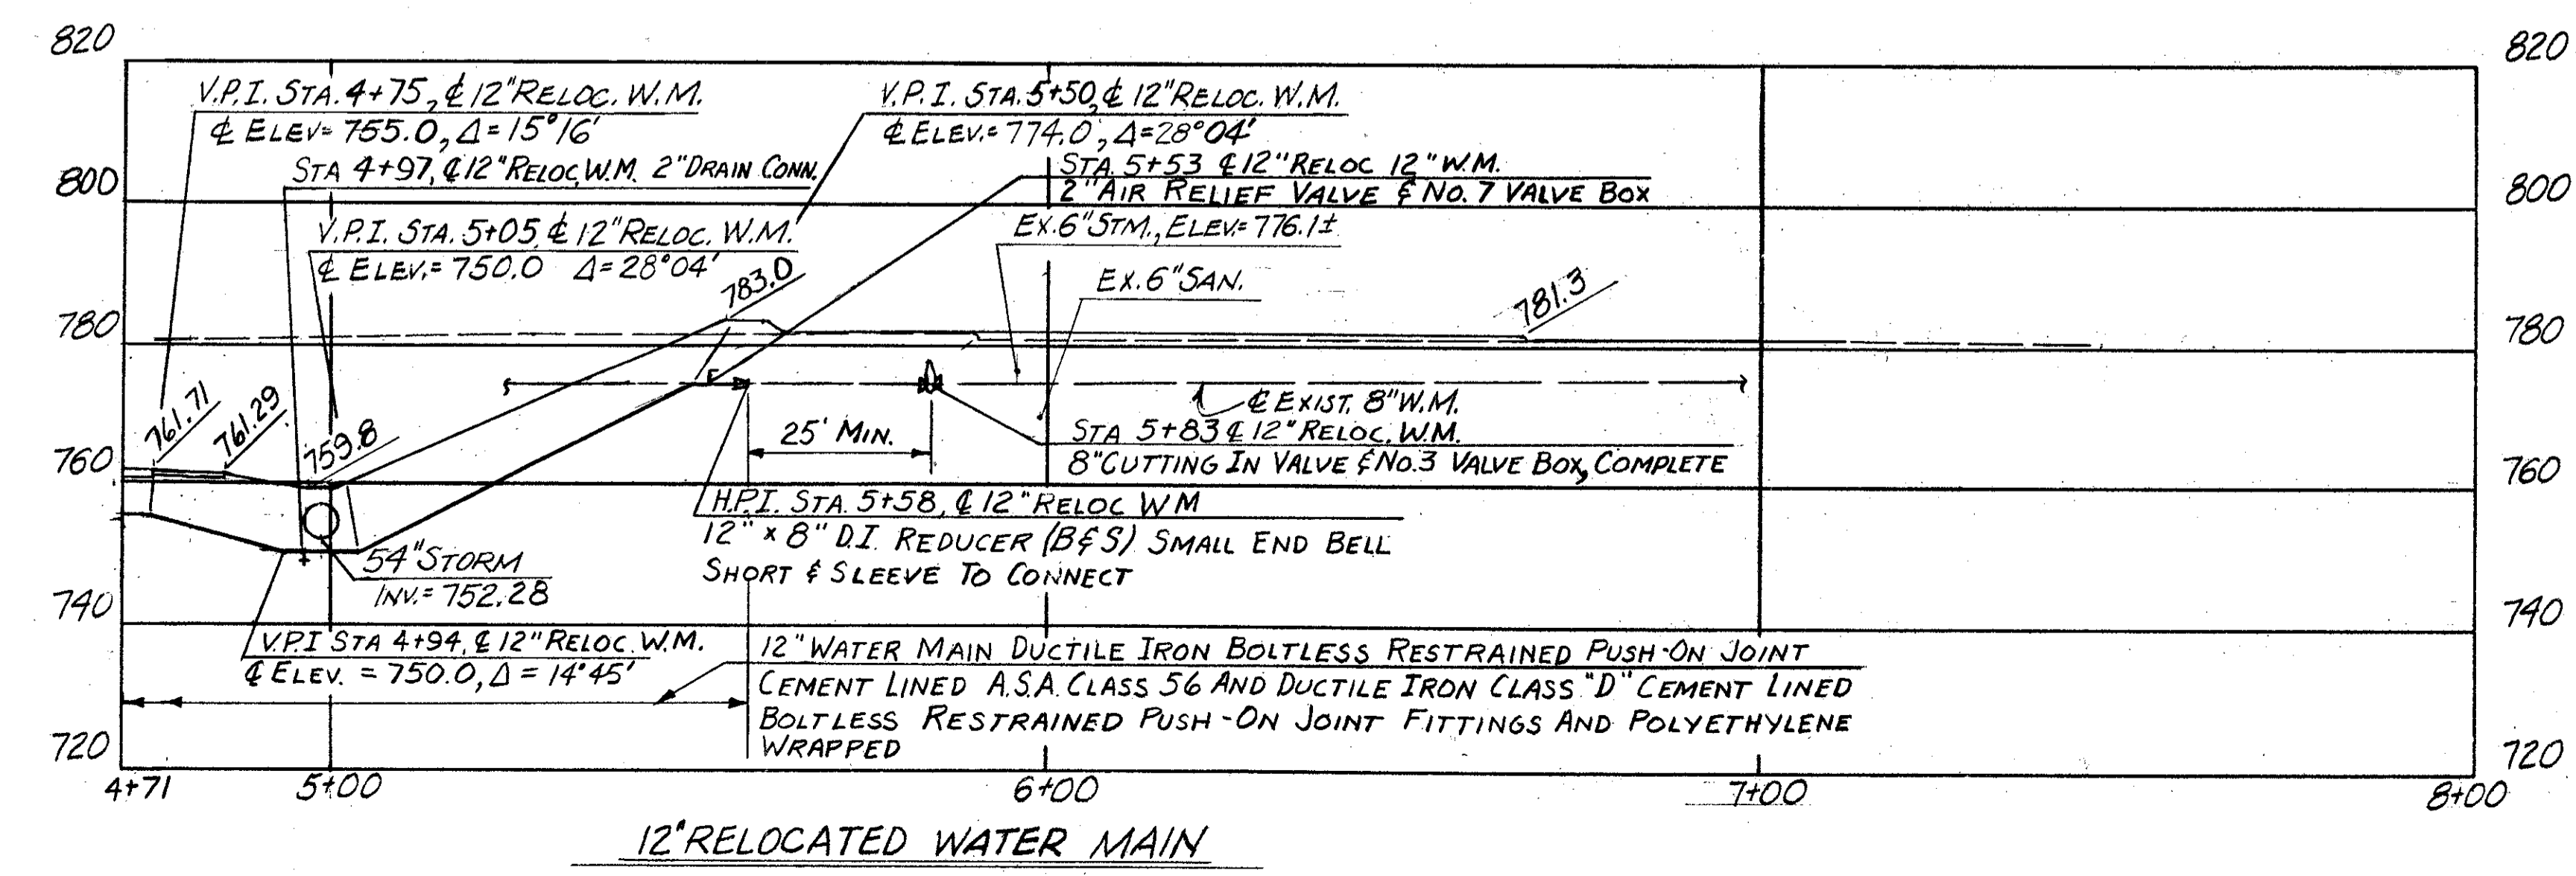 820
820
V.P.I. STA. 4+75, ℄ 12" RELOC. W.M.
℄ ELEV= 755.0, Δ= 15°16'
V.P.I. STA. 5+50, ℄ 12" RELOC. W.M.
℄ ELEV.= 774.0, Δ=28°04'
STA 4+97, ℄ 12" RELOC, W.M. 2" DRAIN CONN.
STA. 5+53 ℄ 12" RELOC 12" W.M.
2" AIR RELIEF VALVE & NO. 7 VALVE BOX
800
800
V.P.I. STA. 5+05, ℄ 12" RELOC. W.M.
℄ ELEV.= 750.0 Δ=28°04'
EX. 6" STM., ELEV.= 776.1±
EX. 6" SAN.
783.0
781.3
780
780
761.71
761.29
759.8
℄ EXIST. 8" W.M.
25' MIN.
STA 5+83 ℄ 12" RELOC. W.M.
8" CUTTING IN VALVE & NO.3 VALVE BOX, COMPLETE
760
760
H.P.I. STA. 5+58, ℄ 12" RELOC WM
12" x 8" D.I. REDUCER (B&S) SMALL END BELL
SHORT & SLEEVE TO CONNECT
54" STORM
INV.= 752.28
740
740
V.P.I STA 4+94, ℄ 12" RELOC. W.M.
℄ ELEV. = 750.0, Δ = 14°45'
12" WATER MAIN DUCTILE IRON BOLTLESS RESTRAINED PUSH-ON JOINT
CEMENT LINED A.S.A. CLASS 56 AND DUCTILE IRON CLASS "D" CEMENT LINED
BOLTLESS RESTRAINED PUSH-ON JOINT FITTINGS AND POLYETHYLENE
WRAPPED
720
720
4+71
5+00
6+00
7+00
8+00
12" RELOCATED WATER MAIN